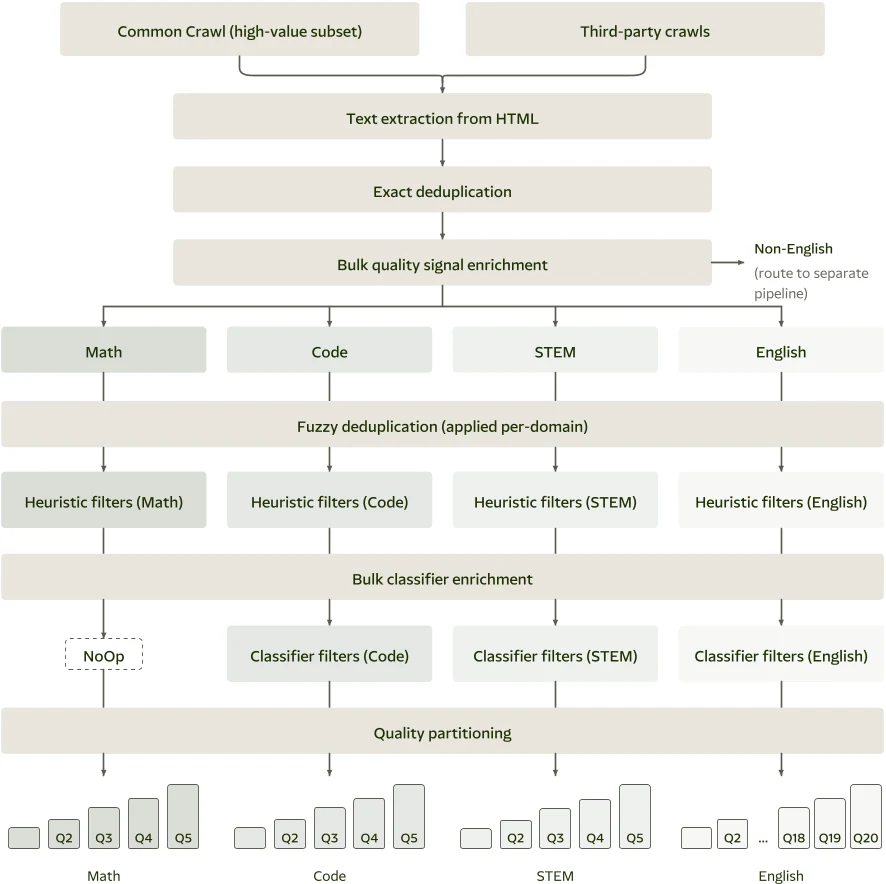 Common Crawl (high-value subset)
Third-party crawls
Text extraction from HTML
Exact deduplication
Bulk quality signal enrichment
Non-English
(route to separate
pipeline)
Math
Code
STEM
English
Fuzzy deduplication (applied per-domain)
Heuristic filters (Math)
Heuristic filters (Code)
Heuristic filters (STEM)
Heuristic filters (English)
Bulk classifier enrichment
NoOp
Classifier filters (Code)
Classifier filters (STEM)
Classifier filters (English)
Quality partitioning
Q2 Q3 Q4 Q5
Q2 Q3 Q4 Q5
Q2 Q3 Q4 Q5
Q2 ... Q18 Q19 Q20
Math
Code
STEM
English